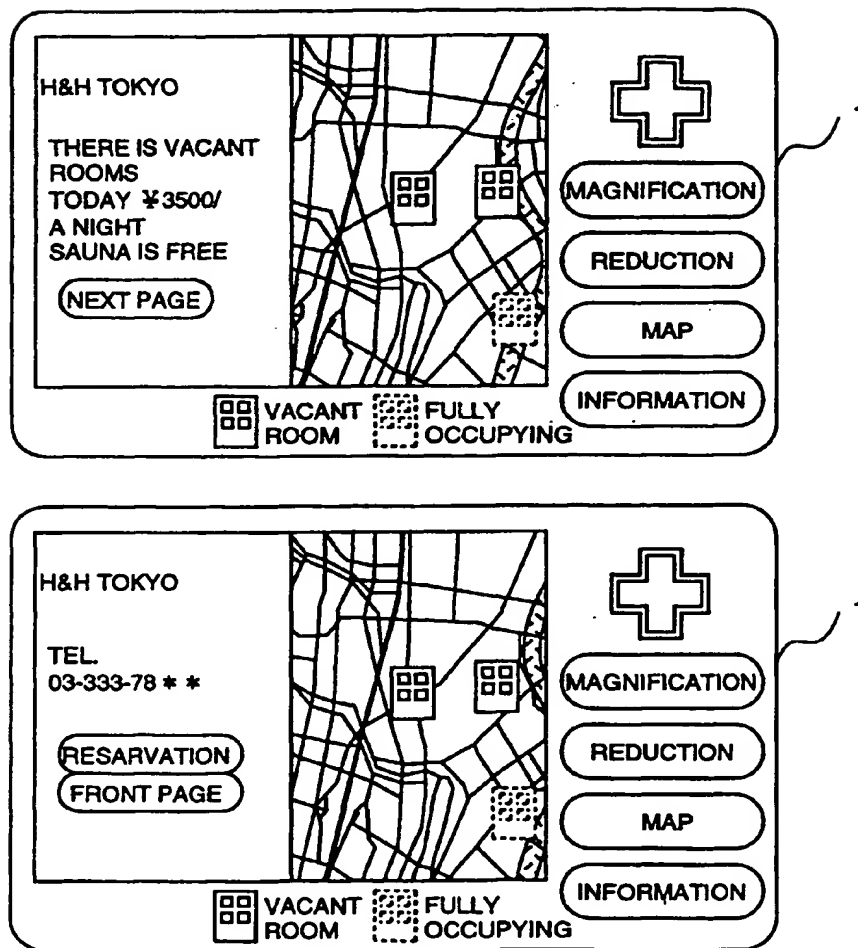 H&H TOKYO
THERE IS VACANT
ROOMS
TODAY ¥3500/
A NIGHT
SAUNA IS FREE
NEXT PAGE
MAGNIFICATION
REDUCTION
MAP
INFORMATION
VACANT
ROOM
FULLY
OCCUPYING
H&H TOKYO
TEL.
03-333-78 * *
RESARVATION
FRONT PAGE
MAGNIFICATION
REDUCTION
MAP
INFORMATION
VACANT
ROOM
FULLY
OCCUPYING